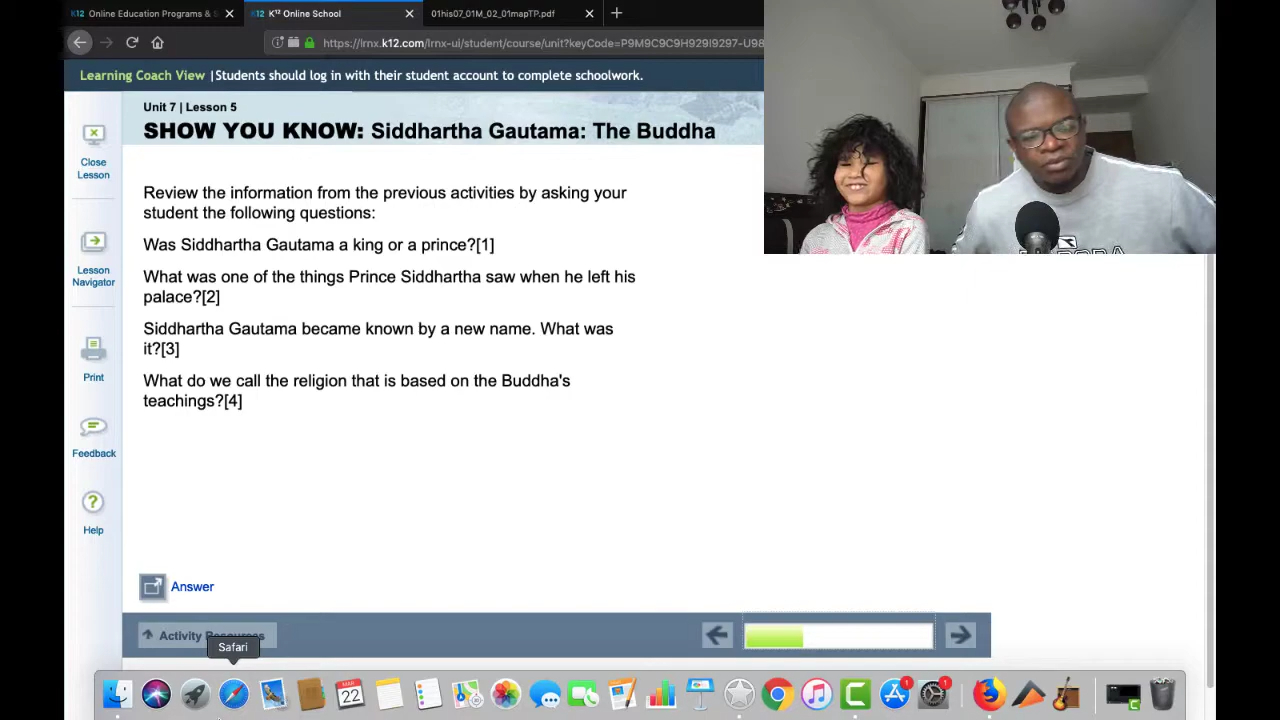 K12 Online Education Programs & S
K¹² K¹² Online School
01his07_01M_02_01mapTP.pdf
https://lrnx.k12.com/lrnx-ui/student/course/unit?keyCode=P9M9C9C9H929I9297-U98
Learning Coach View | Students should log in with their student account to complete schoolwork.
Unit 7 | Lesson 5
SHOW YOU KNOW: Siddhartha Gautama: The Buddha
Close
Lesson
Lesson
Navigator
Print
Feedback
Help
Review the information from the previous activities by asking your
student the following questions:
Was Siddhartha Gautama a king or a prince?[1]
What was one of the things Prince Siddhartha saw when he left his
palace?[2]
Siddhartha Gautama became known by a new name. What was
it?[3]
What do we call the religion that is based on the Buddha's
teachings?[4]
Answer
Activity Resources
Safari
MAR
22
1
1